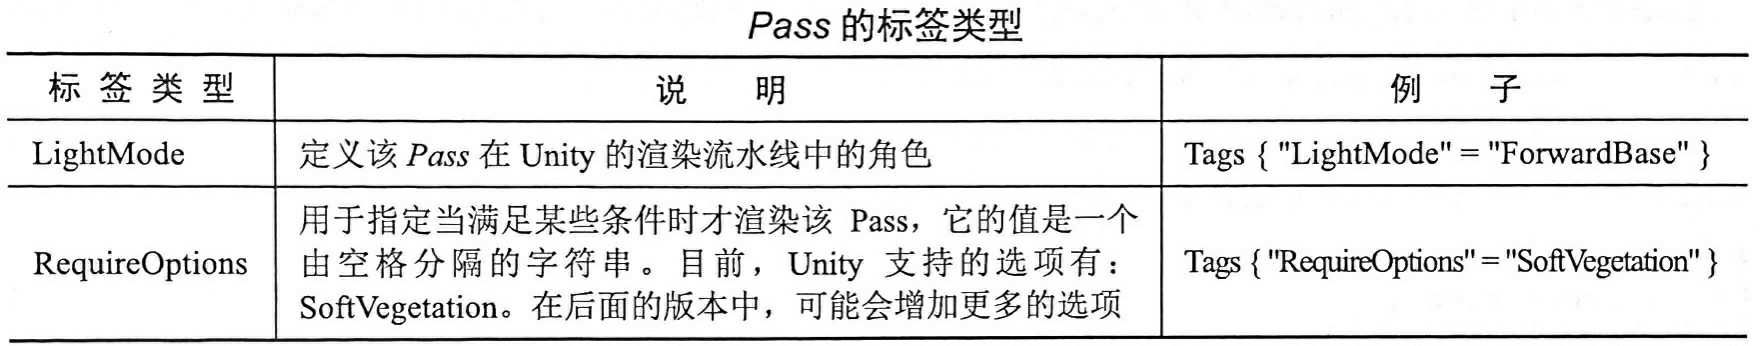 Pass 的标签类型
标签类型 说 明 例 子
LightMode 定义该 Pass 在 Unity 的渲染流水线中的角色 Tags { "LightMode" = "ForwardBase" }
用于指定当满足某些条件时才渲染该 Pass，它的值是一个
RequireOptions 由空格分隔的字符串。目前，Unity 支持的选项有： Tags { "RequireOptions" = "SoftVegetation" }
SoftVegetation。在后面的版本中，可能会增加更多的选项